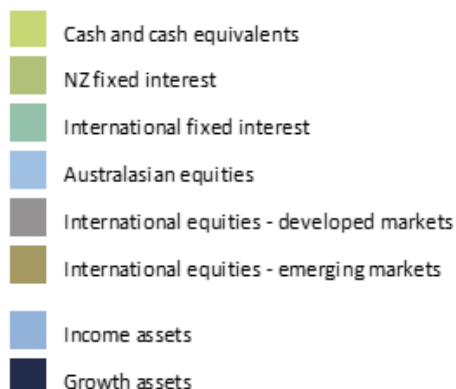 Cash and cash equivalents
NZ fixed interest
International fixed interest
Australasian equities
International equities - developed markets
International equities - emerging markets
Income assets
Growth assets